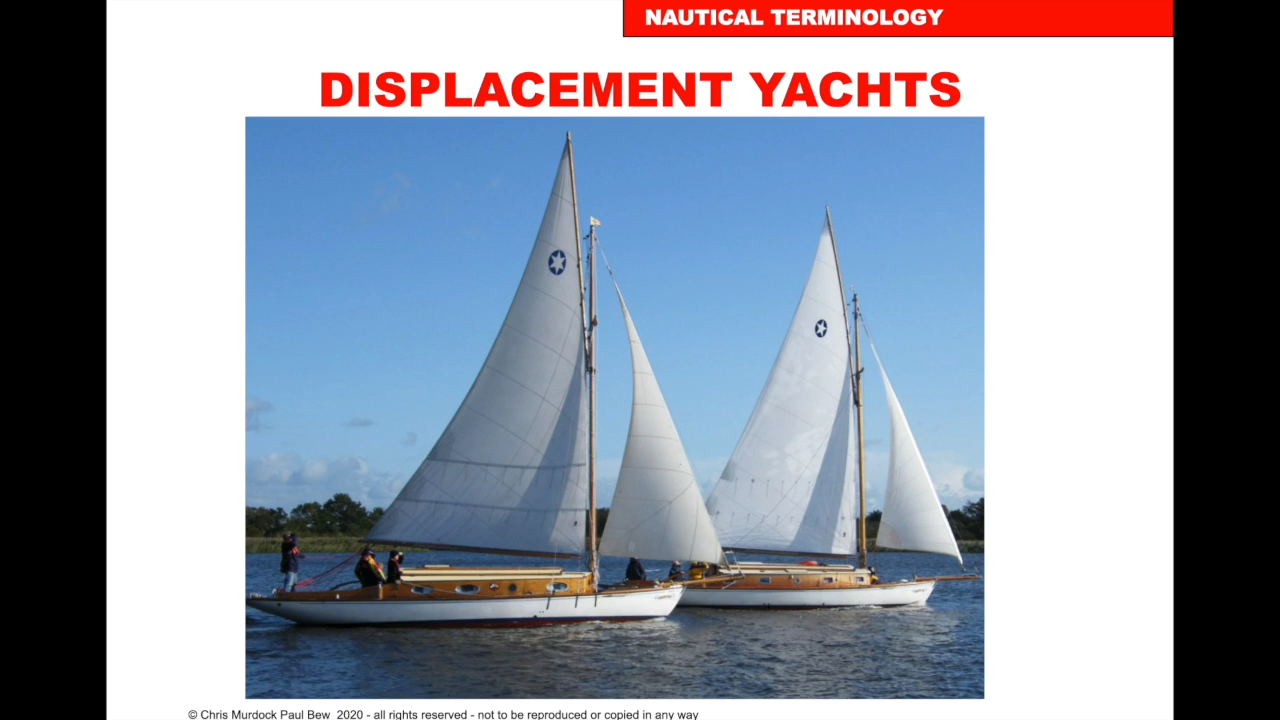 NAUTICAL TERMINOLOGY
DISPLACEMENT YACHTS
© Chris Murdock Paul Bew 2020 - all rights reserved - not to be reproduced or copied in any way